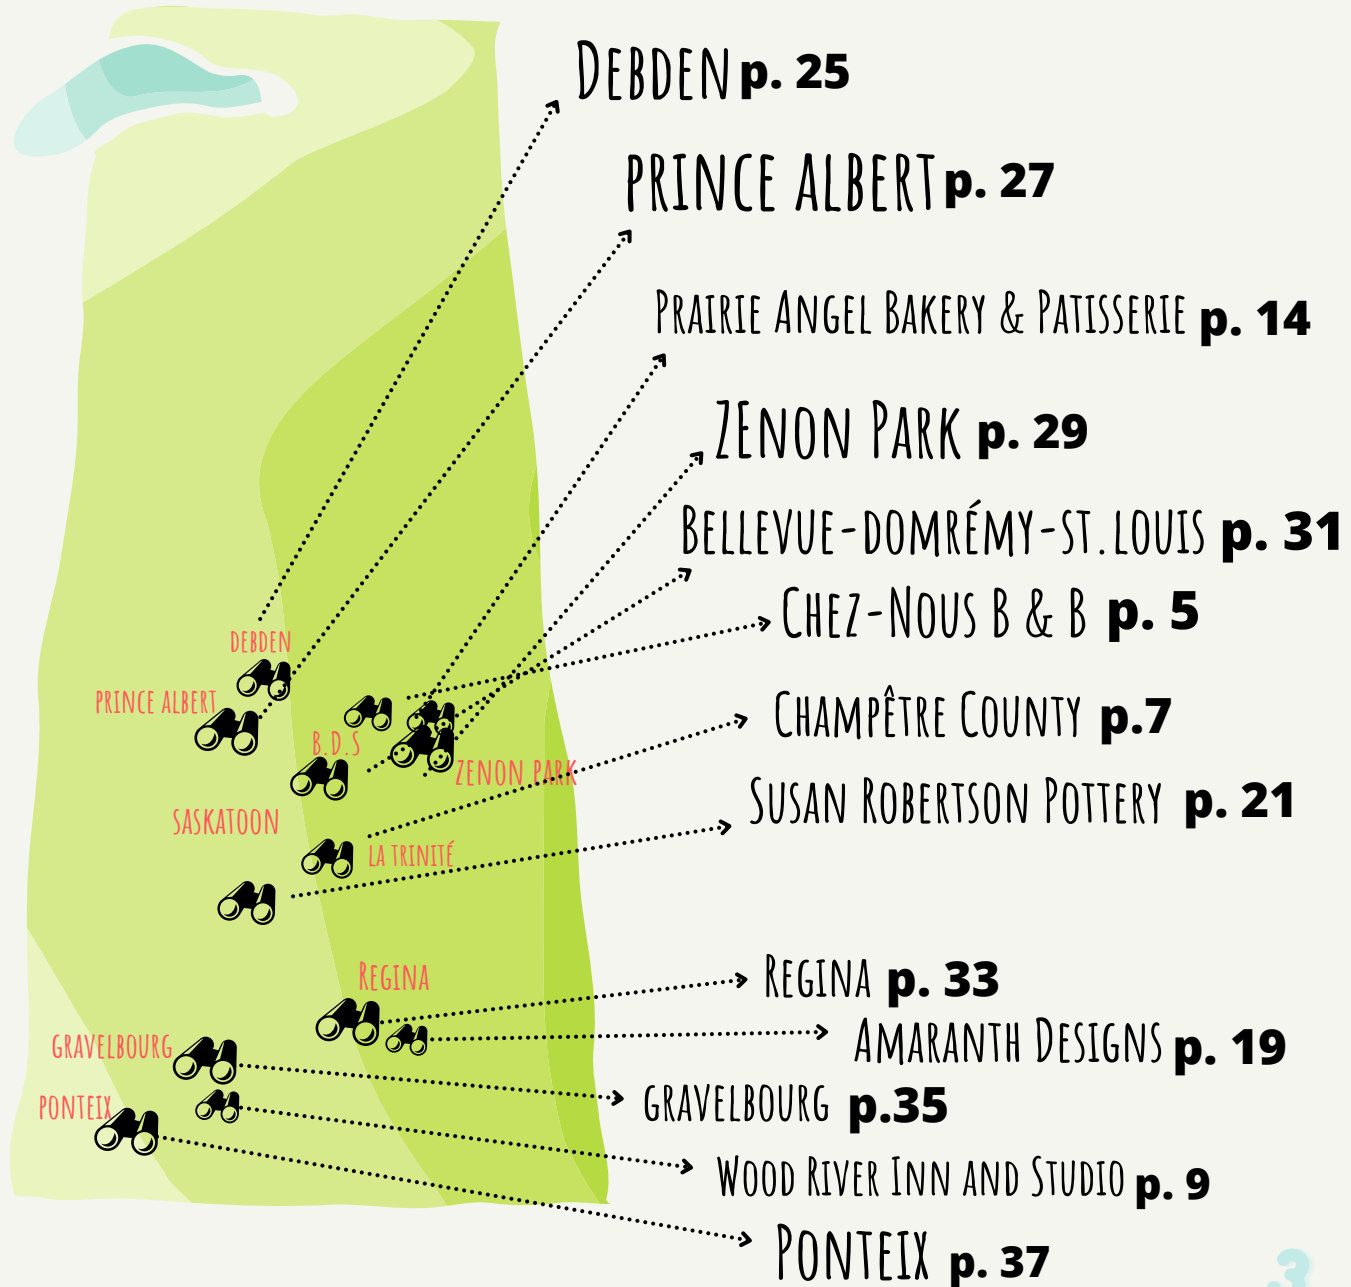 Debden p. 25
PRINCE ALBERT p. 27
Prairie Angel Bakery & Patisserie p. 14
ZEnon Park p. 29
Bellevue-Domrémy-St.Louis p. 31
Chez-Nous B & B p. 5
Champêtre County p.7
Susan Robertson Pottery p. 21
Regina p. 33
Amaranth Designs p. 19
GRAVELBOURG p.35
Wood River Inn and Studio p. 9
Ponteix p. 37
DEBDEN
PRINCE ALBERT
B.D.S
ZENON PARK
SASKATOON
LA TRINITÉ
Regina
GRAVELBOURG
PONTEIX
3